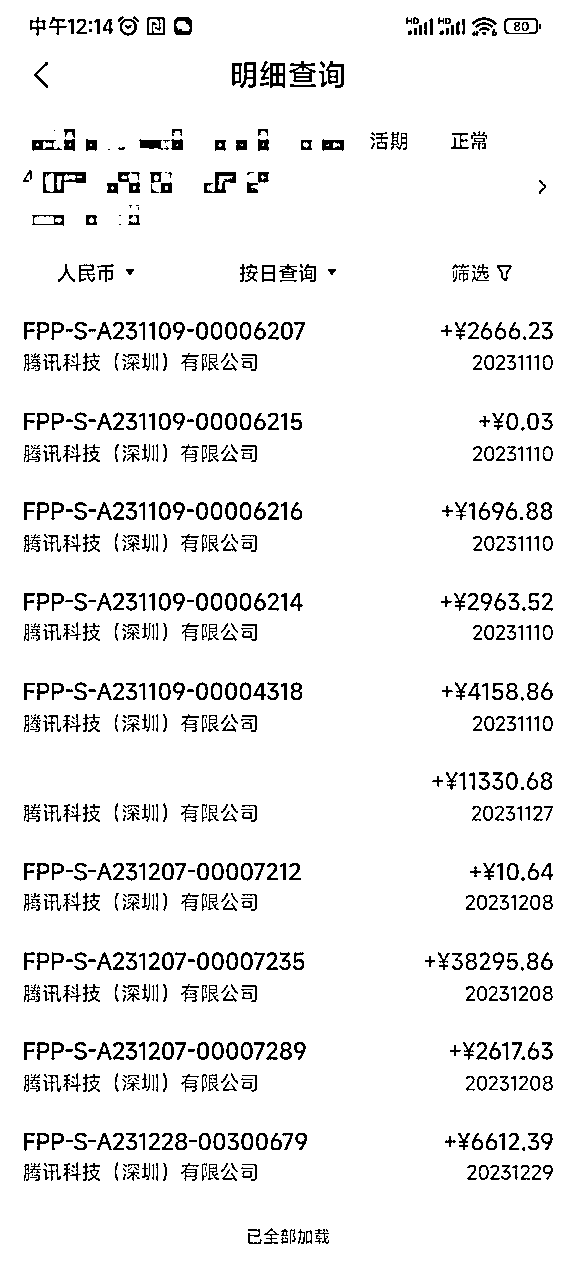 中午12:14
80
明细查询
活期 正常
人民币 按日查询 筛选
FPP-S-A231109-00006207 +¥2666.23
腾讯科技（深圳）有限公司 20231110
FPP-S-A231109-00006215 +¥0.03
腾讯科技（深圳）有限公司 20231110
FPP-S-A231109-00006216 +¥1696.88
腾讯科技（深圳）有限公司 20231110
FPP-S-A231109-00006214 +¥2963.52
腾讯科技（深圳）有限公司 20231110
FPP-S-A231109-00004318 +¥4158.86
腾讯科技（深圳）有限公司 20231110
+¥11330.68
腾讯科技（深圳）有限公司 20231127
FPP-S-A231207-00007212 +¥10.64
腾讯科技（深圳）有限公司 20231208
FPP-S-A231207-00007235 +¥38295.86
腾讯科技（深圳）有限公司 20231208
FPP-S-A231207-00007289 +¥2617.63
腾讯科技（深圳）有限公司 20231208
FPP-S-A231228-00300679 +¥6612.39
腾讯科技（深圳）有限公司 20231229
已全部加载